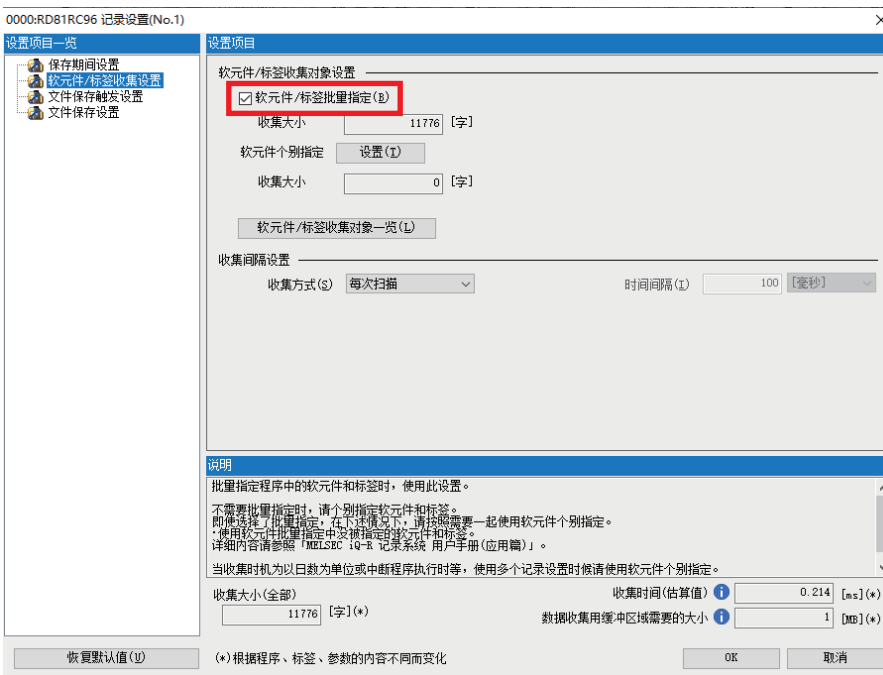 0000:RD81RC96 记录设置(No.1)
设置项目一览
保存期间设置
软元件/标签收集设置
文件保存触发设置
文件保存设置
设置项目
软元件/标签收集对象设置
软元件/标签批量指定(B)
收集大小 11776 [字]
软元件个别指定 设置(T)
收集大小 0 [字]
软元件/标签收集对象一览(L)
收集间隔设置
收集方式(S) 每次扫描 时间间隔(I) 100 [毫秒]
说明
批量指定程序中的软元件和标签时，使用此设置。
不需要批量指定时，请个别指定软元件和标签。
即使选择了批量指定，在下述情况下，请按照需要一起使用软元件个别指定。
·使用软元件批量指定中没被指定的软元件和标签。
详细内容请参照「MELSEC iQ-R 记录系统 用户手册(应用篇)」。
当收集时机为以日数为单位或中断程序执行时等，使用多个记录设置时候请使用软元件个别指定。
收集大小(全部)
11776 [字](*)
收集时间(估算值) 0.214 [ms](*)
数据收集用缓冲区域需要的大小 1 [MB](*)
恢复默认值(U) (*)根据程序、标签、参数的内容不同而变化 OK 取消